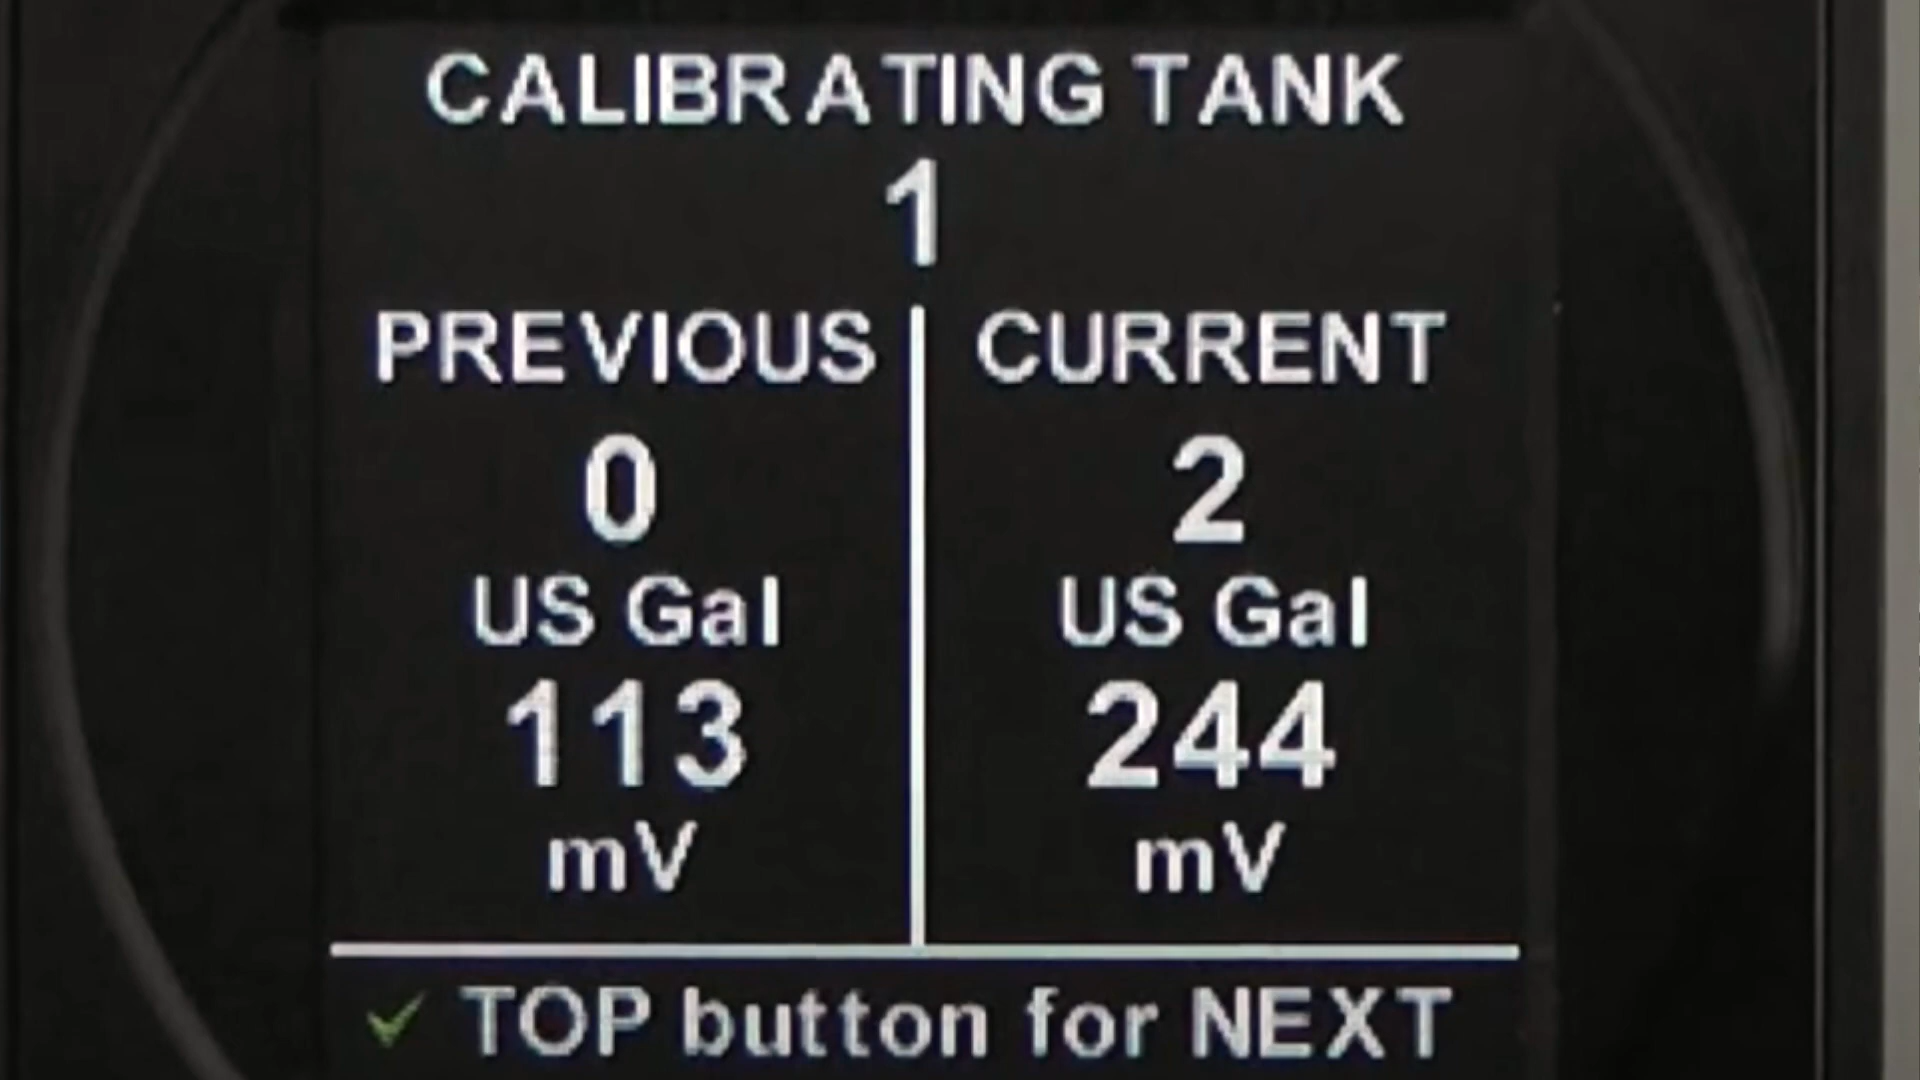 CALIBRATING TANK
1
PREVIOUS
0
US Gal
113
mV
CURRENT
2
US Gal
244
mV
✓ TOP button for NEXT